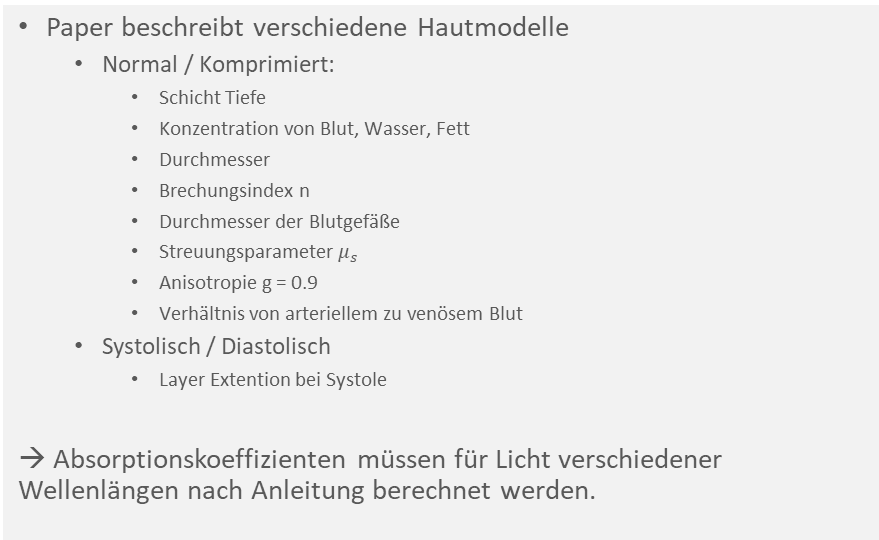 • Paper beschreibt verschiedene Hautmodelle
• Normal / Komprimiert:
• Schicht Tiefe
• Konzentration von Blut, Wasser, Fett
• Durchmesser
• Brechungsindex n
• Durchmesser der Blutgefäße
• Streuungsparameter μₛ
• Anisotropie g = 0.9
• Verhältnis von arteriellem zu venösem Blut
• Systolisch / Diastolisch
• Layer Extention bei Systole
→ Absorptionskoeffizienten müssen für Licht verschiedener
Wellenlängen nach Anleitung berechnet werden.